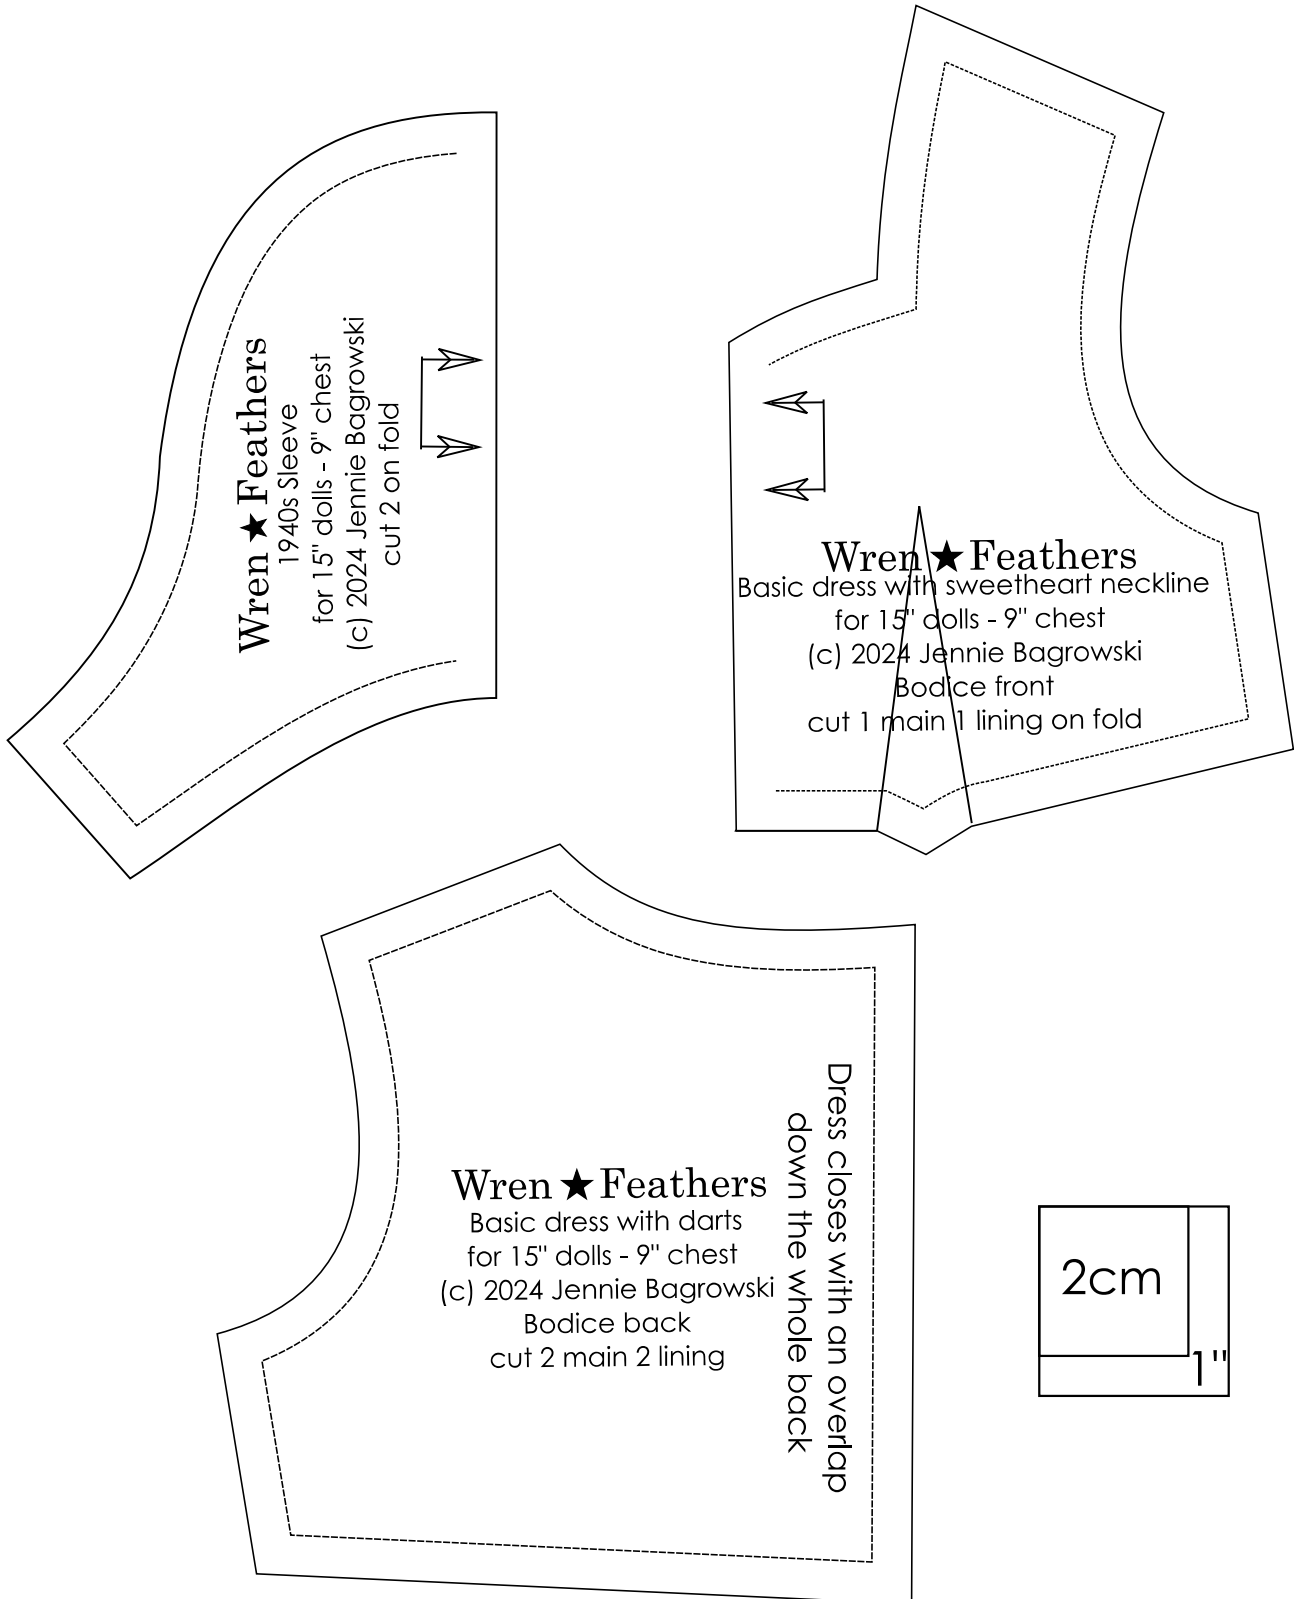 Wren ★ Feathers
1940s Sleeve
for 15" dolls - 9" chest
(c) 2024 Jennie Bagrowski
cut 2 on fold
Wren ★ Feathers
Basic dress with sweetheart neckline
for 15" dolls - 9" chest
(c) 2024 Jennie Bagrowski
Bodice front
cut 1 main 1 lining on fold
Wren ★ Feathers
Basic dress with darts
for 15" dolls - 9" chest
(c) 2024 Jennie Bagrowski
Bodice back
cut 2 main 2 lining
Dress closes with an overlap
down the whole back
2cm
1"